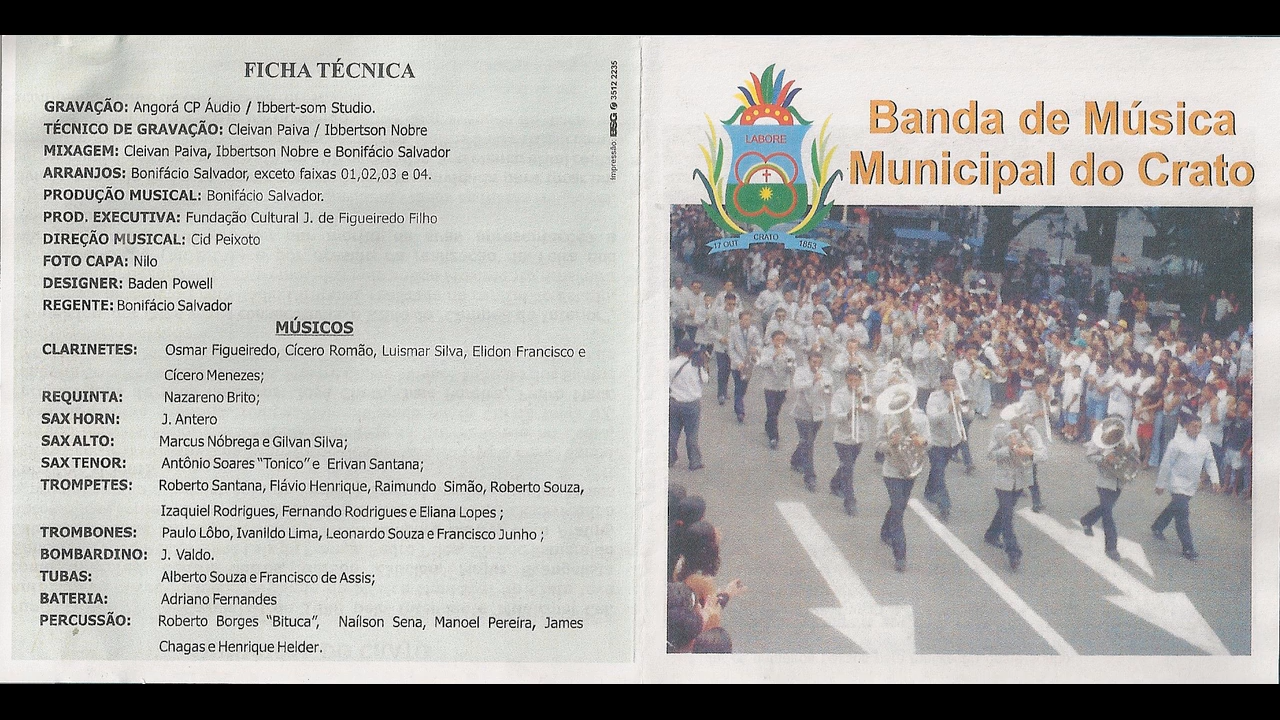 FICHA TÉCNICA
GRAVAÇÃO: Angorá CP Áudio / Ibbert-som Studio.
TÉCNICO DE GRAVAÇÃO: Cleivan Paiva / Ibbertson Nobre
MIXAGEM: Cleivan Paiva, Ibbertson Nobre e Bonifácio Salvador
ARRANJOS: Bonifácio Salvador, exceto faixas 01,02,03 e 04.
PRODUÇÃO MUSICAL: Bonifácio Salvador.
PROD. EXECUTIVA: Fundação Cultural J. de Figueiredo Filho
DIREÇÃO MUSICAL: Cid Peixoto
FOTO CAPA: Nilo
DESIGNER: Baden Powell
REGENTE: Bonifácio Salvador
MÚSICOS
CLARINETES: Osmar Figueiredo, Cícero Romão, Luismar Silva, Elidon Francisco e
Cícero Menezes;
REQUINTA: Nazareno Brito;
SAX HORN: J. Antero
SAX ALTO: Marcus Nóbrega e Gilvan Silva;
SAX TENOR: Antônio Soares "Tonico" e Erivan Santana;
TROMPETES: Roberto Santana, Flávio Henrique, Raimundo Simão, Roberto Souza,
Izaquiel Rodrigues, Fernando Rodrigues e Eliana Lopes ;
TROMBONES: Paulo Lôbo, Ivanildo Lima, Leonardo Souza e Francisco Junho ;
BOMBARDINO: J. Valdo.
TUBAS: Alberto Souza e Francisco de Assis;
BATERIA: Adriano Fernandes
PERCUSSÃO: Roberto Borges "Bituca", Naílson Sena, Manoel Pereira, James
Chagas e Henrique Helder.
Impressão: BSG 3512 2235
Banda de Música
Municipal do Crato
LABORE
17 OUT CRATO 1853